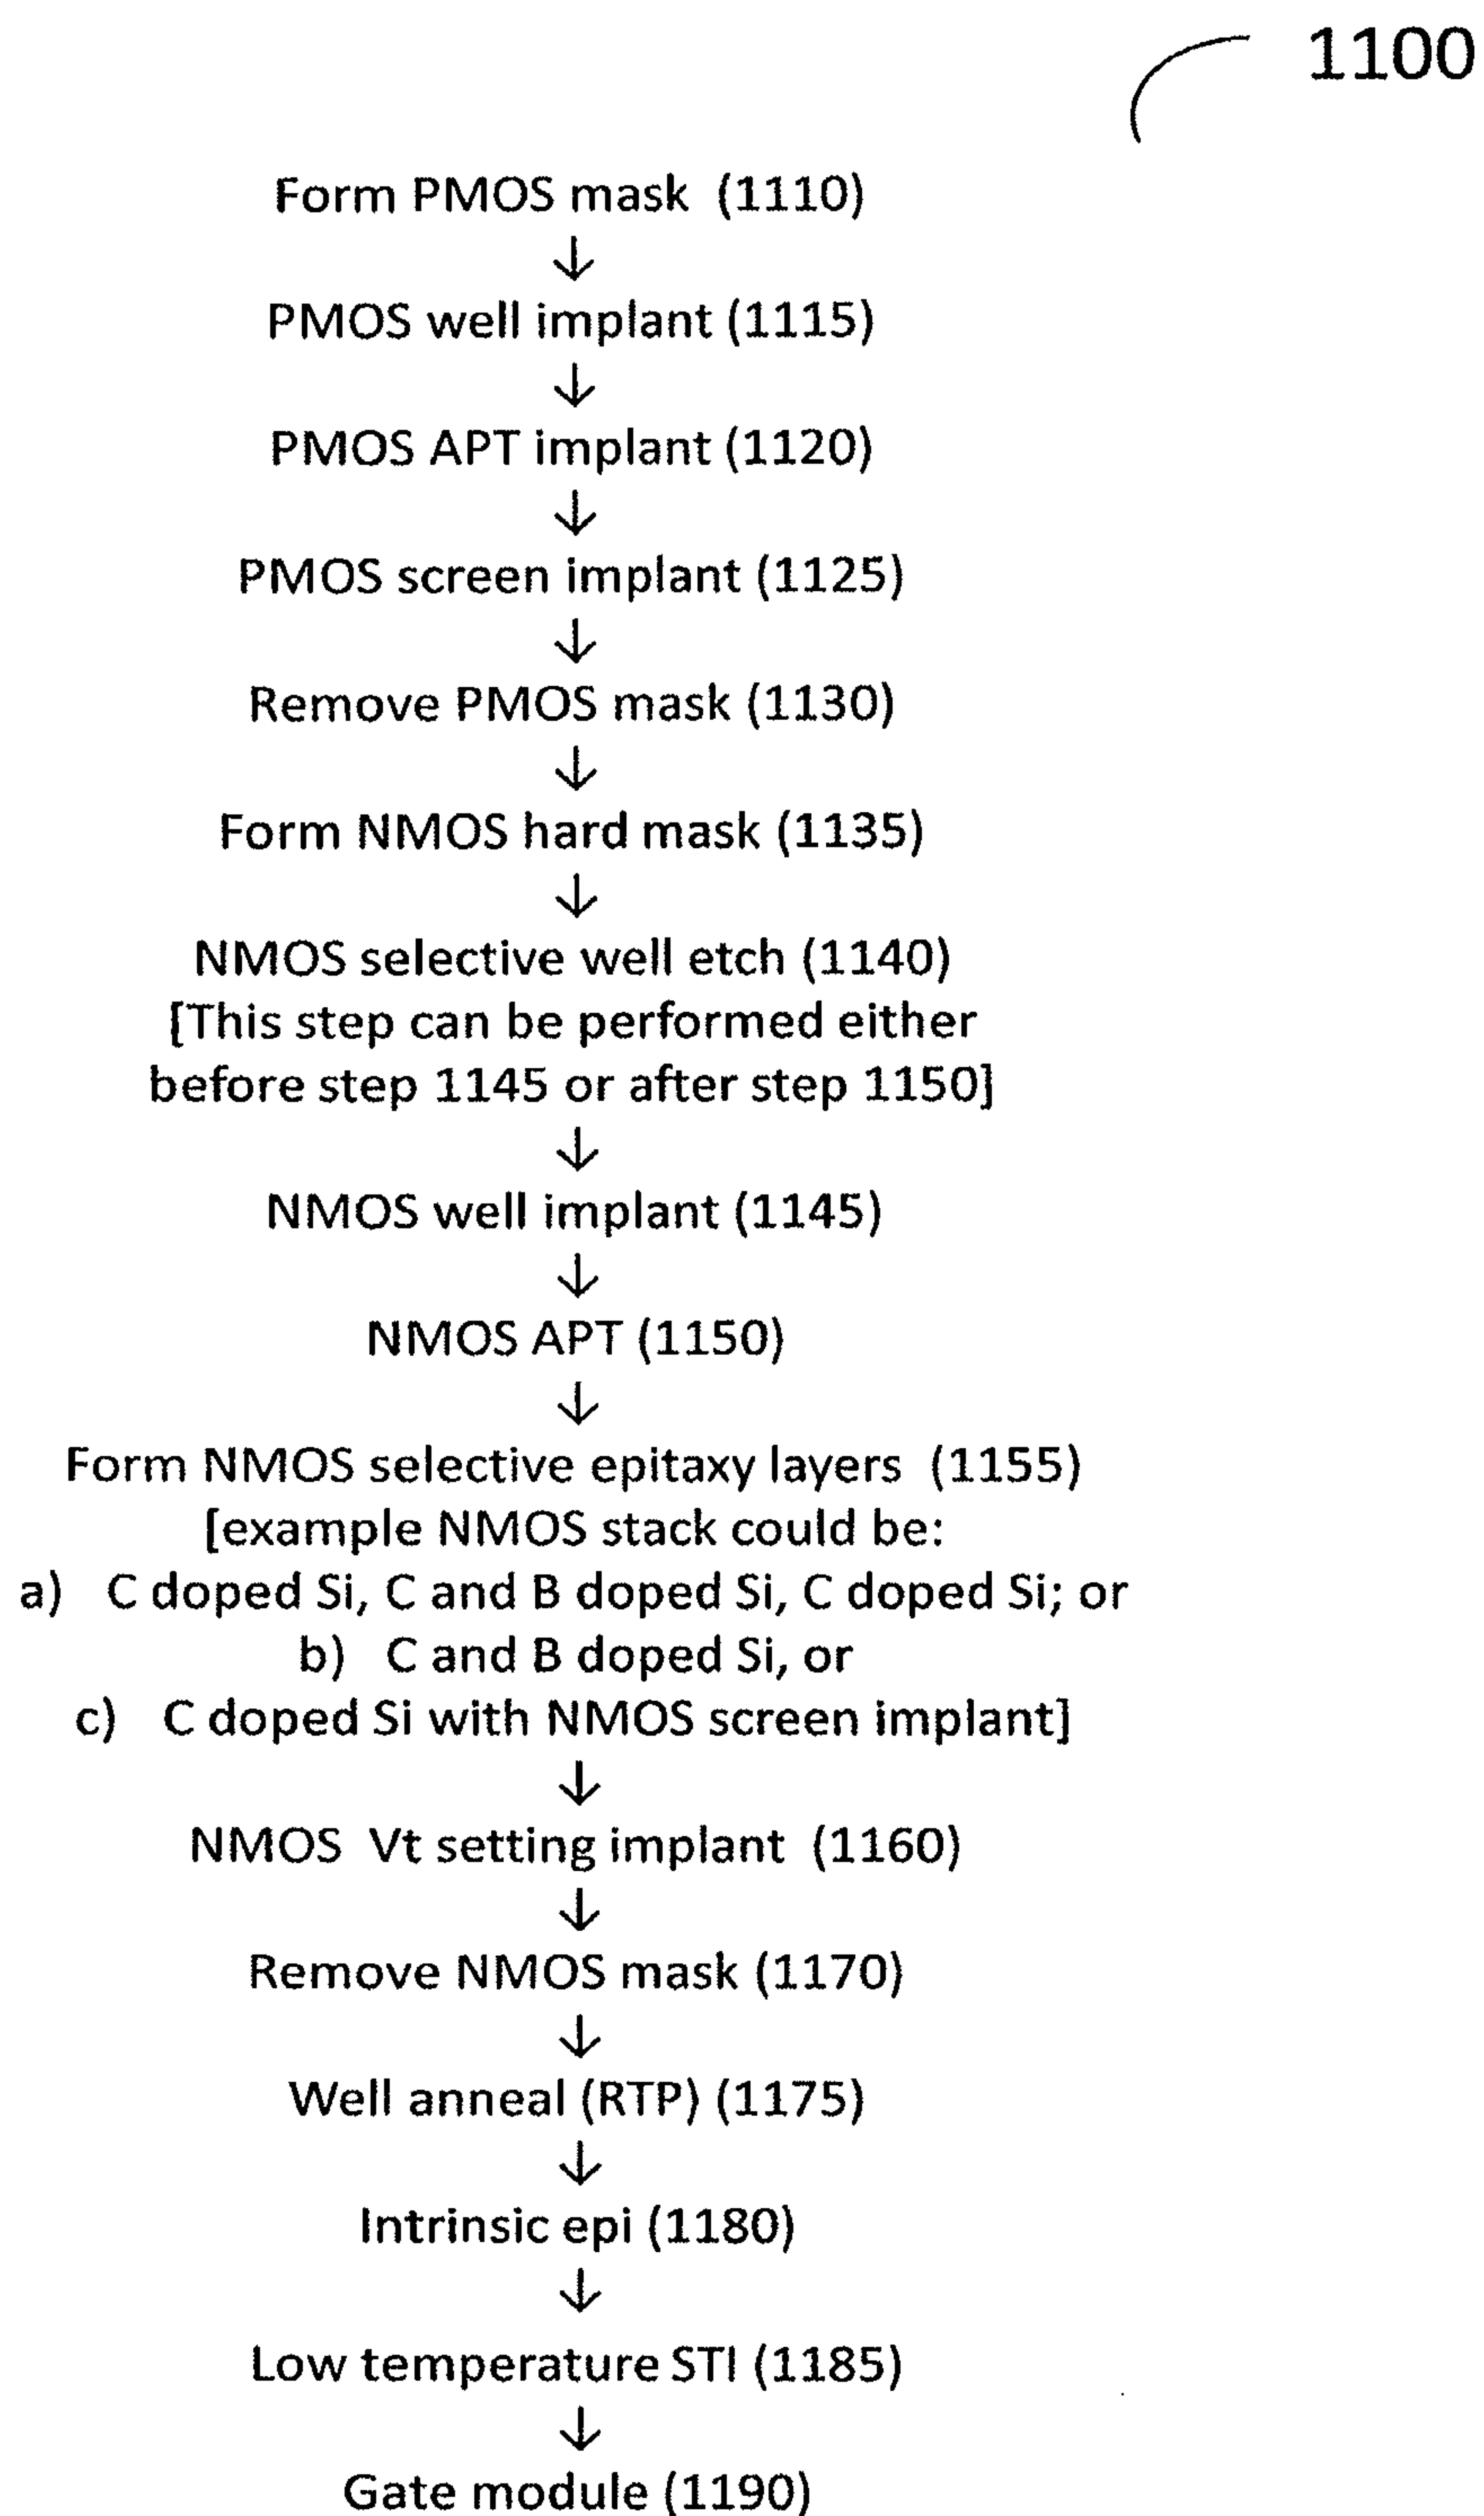 1100
Form PMOS mask (1110)
↓
PMOS well implant (1115)
↓
PMOS APT implant (1120)
↓
PMOS screen implant (1125)
↓
Remove PMOS mask (1130)
↓
Form NMOS hard mask (1135)
↓
NMOS selective well etch (1140)
[This step can be performed either
before step 1145 or after step 1150]
↓
NMOS well implant (1145)
↓
NMOS APT (1150)
↓
Form NMOS selective epitaxy layers (1155)
[example NMOS stack could be:
a) C doped Si, C and B doped Si, C doped Si; or
b) C and B doped Si, or
c) C doped Si with NMOS screen implant]
↓
NMOS Vt setting implant (1160)
↓
Remove NMOS mask (1170)
↓
Well anneal (RTP) (1175)
↓
Intrinsic epi (1180)
↓
Low temperature STI (1185)
↓
Gate module (1190)